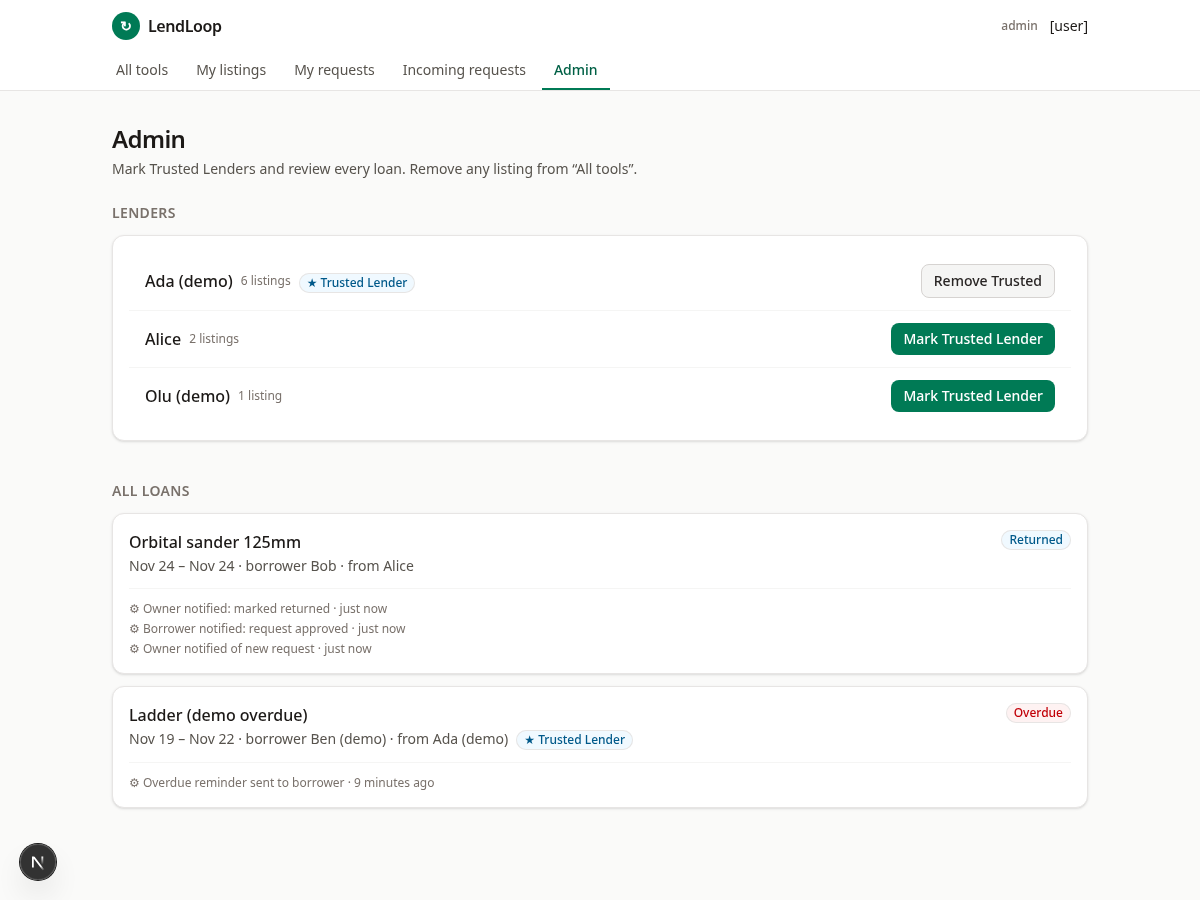 ↻ LendLoop
admin [user]
All tools My listings My requests Incoming requests Admin
Admin
Mark Trusted Lenders and review every loan. Remove any listing from “All tools”.
LENDERS
Ada (demo) 6 listings ★ Trusted Lender Remove Trusted
Alice 2 listings Mark Trusted Lender
Olu (demo) 1 listing Mark Trusted Lender
ALL LOANS
Orbital sander 125mm Returned
Nov 24 – Nov 24 · borrower Bob · from Alice
⚙ Owner notified: marked returned · just now
⚙ Borrower notified: request approved · just now
⚙ Owner notified of new request · just now
Ladder (demo overdue) Overdue
Nov 19 – Nov 22 · borrower Ben (demo) · from Ada (demo) ★ Trusted Lender
⚙ Overdue reminder sent to borrower · 9 minutes ago
N